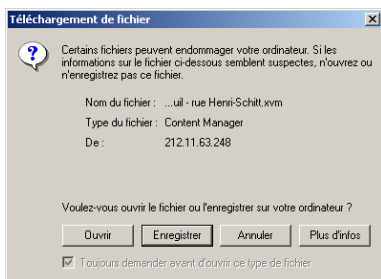 Téléchargement de fichier
Certains fichiers peuvent endommager votre ordinateur. Si les
informations sur le fichier ci-dessous semblent suspectes, n'ouvrez ou
n'enregistrez pas ce fichier.
Nom du fichier : ...uil - rue Henri-Schitt.xvm
Type du fichier : Content Manager
De : 212.11.63.248
Voulez-vous ouvrir le fichier ou l'enregistrer sur votre ordinateur ?
Ouvrir Enregistrer Annuler Plus d'infos
Toujours demander avant d'ouvrir ce type de fichier